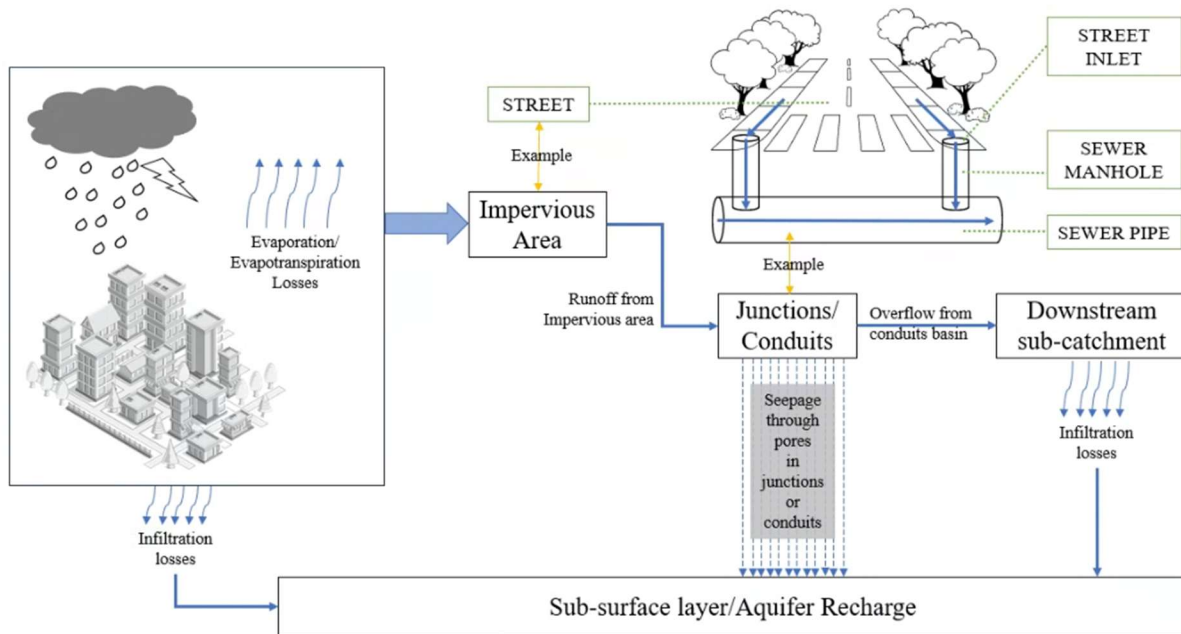 STREET
INLET
STREET
Example
SEWER
MANHOLE
Evaporation/
Evapotranspiration
Losses
Impervious
Area
SEWER PIPE
Example
Runoff from
Impervious area
Junctions/
Conduits
Overflow from
conduits basin
Downstream
sub-catchment
Seepage
through
pores
in
junctions
or
conduits
Infiltration
losses
Infiltration
losses
Sub-surface layer/Aquifer Recharge